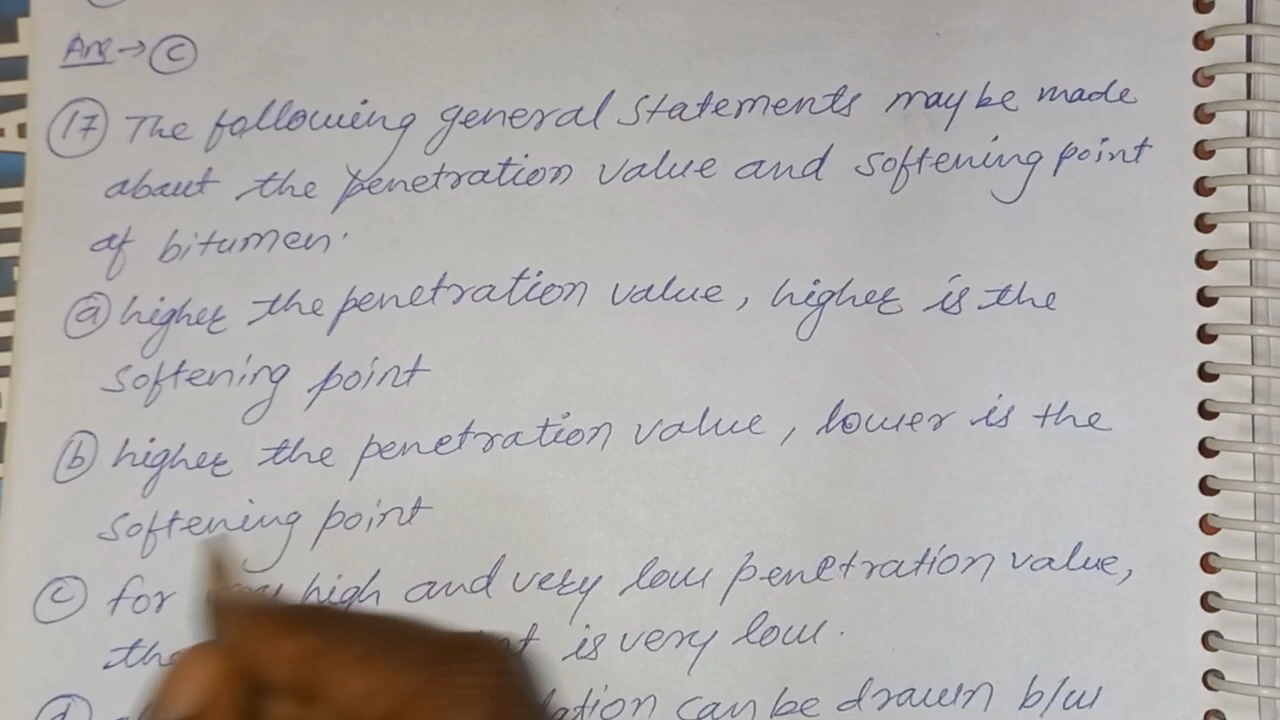 Ans → (c)
(17) The following general statements may be made
about the penetration value and softening point
of bitumen.
(a) higher the penetration value, higher is the
softening point
(b) higher the penetration value, lower is the
softening point
(c) for high and very low penetration value,
is very low.
can be drawn b/w